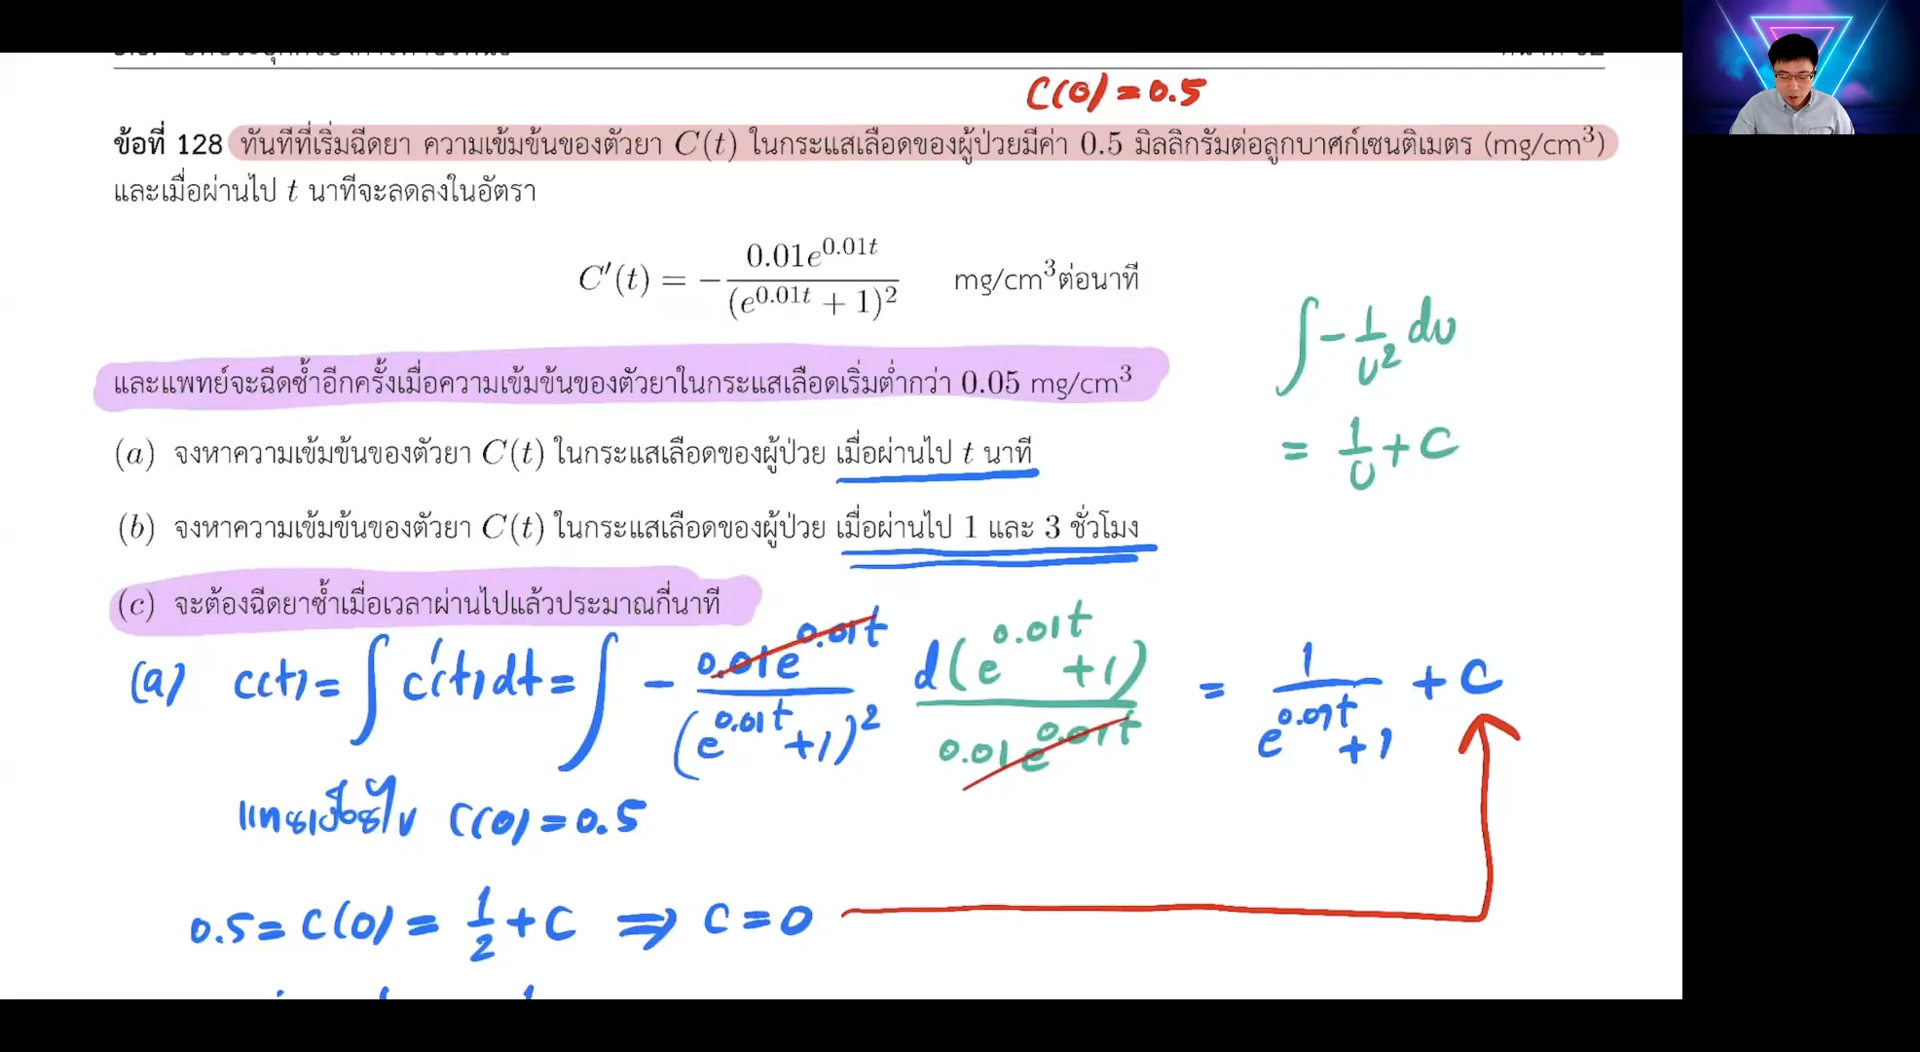 C(0) = 0.5
ข้อที่ 128 ทันทีที่เริ่มฉีดยา ความเข้มข้นของตัวยา C(t) ในกระแสเลือดของผู้ป่วยมีค่า 0.5 มิลลิกรัมต่อลูกบาศก์เซนติเมตร (mg/cm³)
และเมื่อผ่านไป t นาทีจะลดลงในอัตรา
C′(t) = − 0.01e^{0.01t} / (e^{0.01t} + 1)² mg/cm³ต่อนาที
∫ − 1/u² du
และแพทย์จะฉีดซ้ำอีกครั้งเมื่อความเข้มข้นของตัวยาในกระแสเลือดเริ่มต่ำกว่า 0.05 mg/cm³
= 1/u + C
(a) จงหาความเข้มข้นของตัวยา C(t) ในกระแสเลือดของผู้ป่วย เมื่อผ่านไป t นาที
(b) จงหาความเข้มข้นของตัวยา C(t) ในกระแสเลือดของผู้ป่วย เมื่อผ่านไป 1 และ 3 ชั่วโมง
(c) จะต้องฉีดยาซ้ำเมื่อเวลาผ่านไปแล้วประมาณกี่นาที
(a) C(t) = ∫ C′(t) dt = ∫ − 0.01e^{0.01t} / (e^{0.01t} + 1)² d(e^{0.01t} + 1) / 0.01e^{0.01t} = 1 / (e^{0.01t} + 1) + C
แทนเงื่อนไข C(0) = 0.5
0.5 = C(0) = 1/2 + C ⇒ C = 0